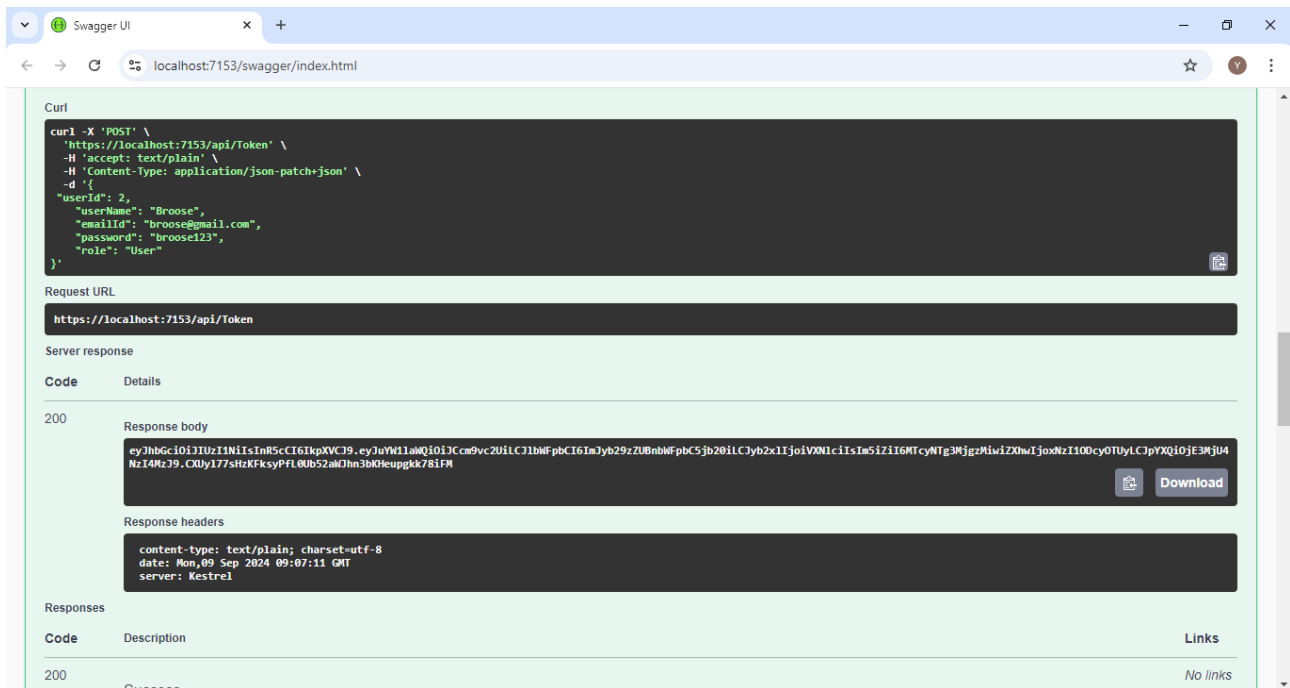 Swagger UI
localhost:7153/swagger/index.html
Y
Curl
curl -X 'POST' \
'https://localhost:7153/api/Token' \
-H 'accept: text/plain' \
-H 'Content-Type: application/json-patch+json' \
-d '{
"userId": 2,
"userName": "Broose",
"emailId": "broose@gmail.com",
"password": "broose123",
"role": "User"
}'
Request URL
https://localhost:7153/api/Token
Server response
Code Details
200
Response body
eyJhbGciOiJIUzI1NiIsInR5cCI6IkpXVCJ9.eyJuYW1laWQiOiJCcm9vc2UiLCJlbWFpbCI6ImJyb29zZUBnbWFpbC5jb20iLCJyb2xlIjoiVXNlciIsIm5iZiI6MTcyNTg3MjgzMiwiZXhwIjoxNzI1ODcyOTUyLCJpYXQiOjE3MjU4
NzI4MzJ9.CXUyl77sHzKFksyPfL0Ub52aWJhn3bKHeupgkk78iFM
Download
Response headers
content-type: text/plain; charset=utf-8
date: Mon,09 Sep 2024 09:07:11 GMT
server: Kestrel
Responses
Code Description Links
200 No links